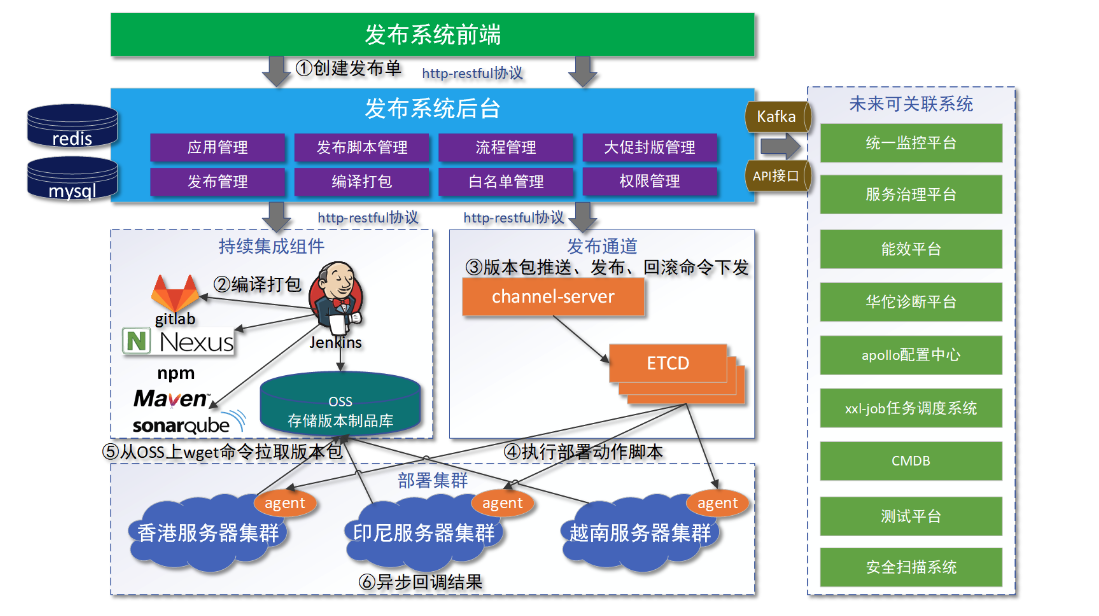 发布系统前端
①创建发布单
http-restful协议
发布系统后台
redis
mysql
应用管理
发布脚本管理
流程管理
大促封版管理
发布管理
编译打包
白名单管理
权限管理
Kafka
API接口
http-restful协议
http-restful协议
持续集成组件
②编译打包
gitlab
Nexus
Jenkins
npm
Maven
sonarqube
OSS
存储版本制品库
发布通道
③版本包推送、发布、回滚命令下发
channel-server
ETCD
⑤从OSS上wget命令拉取版本包
④执行部署动作脚本
部署集群
agent
agent
agent
香港服务器集群
印尼服务器集群
越南服务器集群
⑥异步回调结果
未来可关联系统
统一监控平台
服务治理平台
能效平台
华佗诊断平台
apollo配置中心
xxl-job任务调度系统
CMDB
测试平台
安全扫描系统